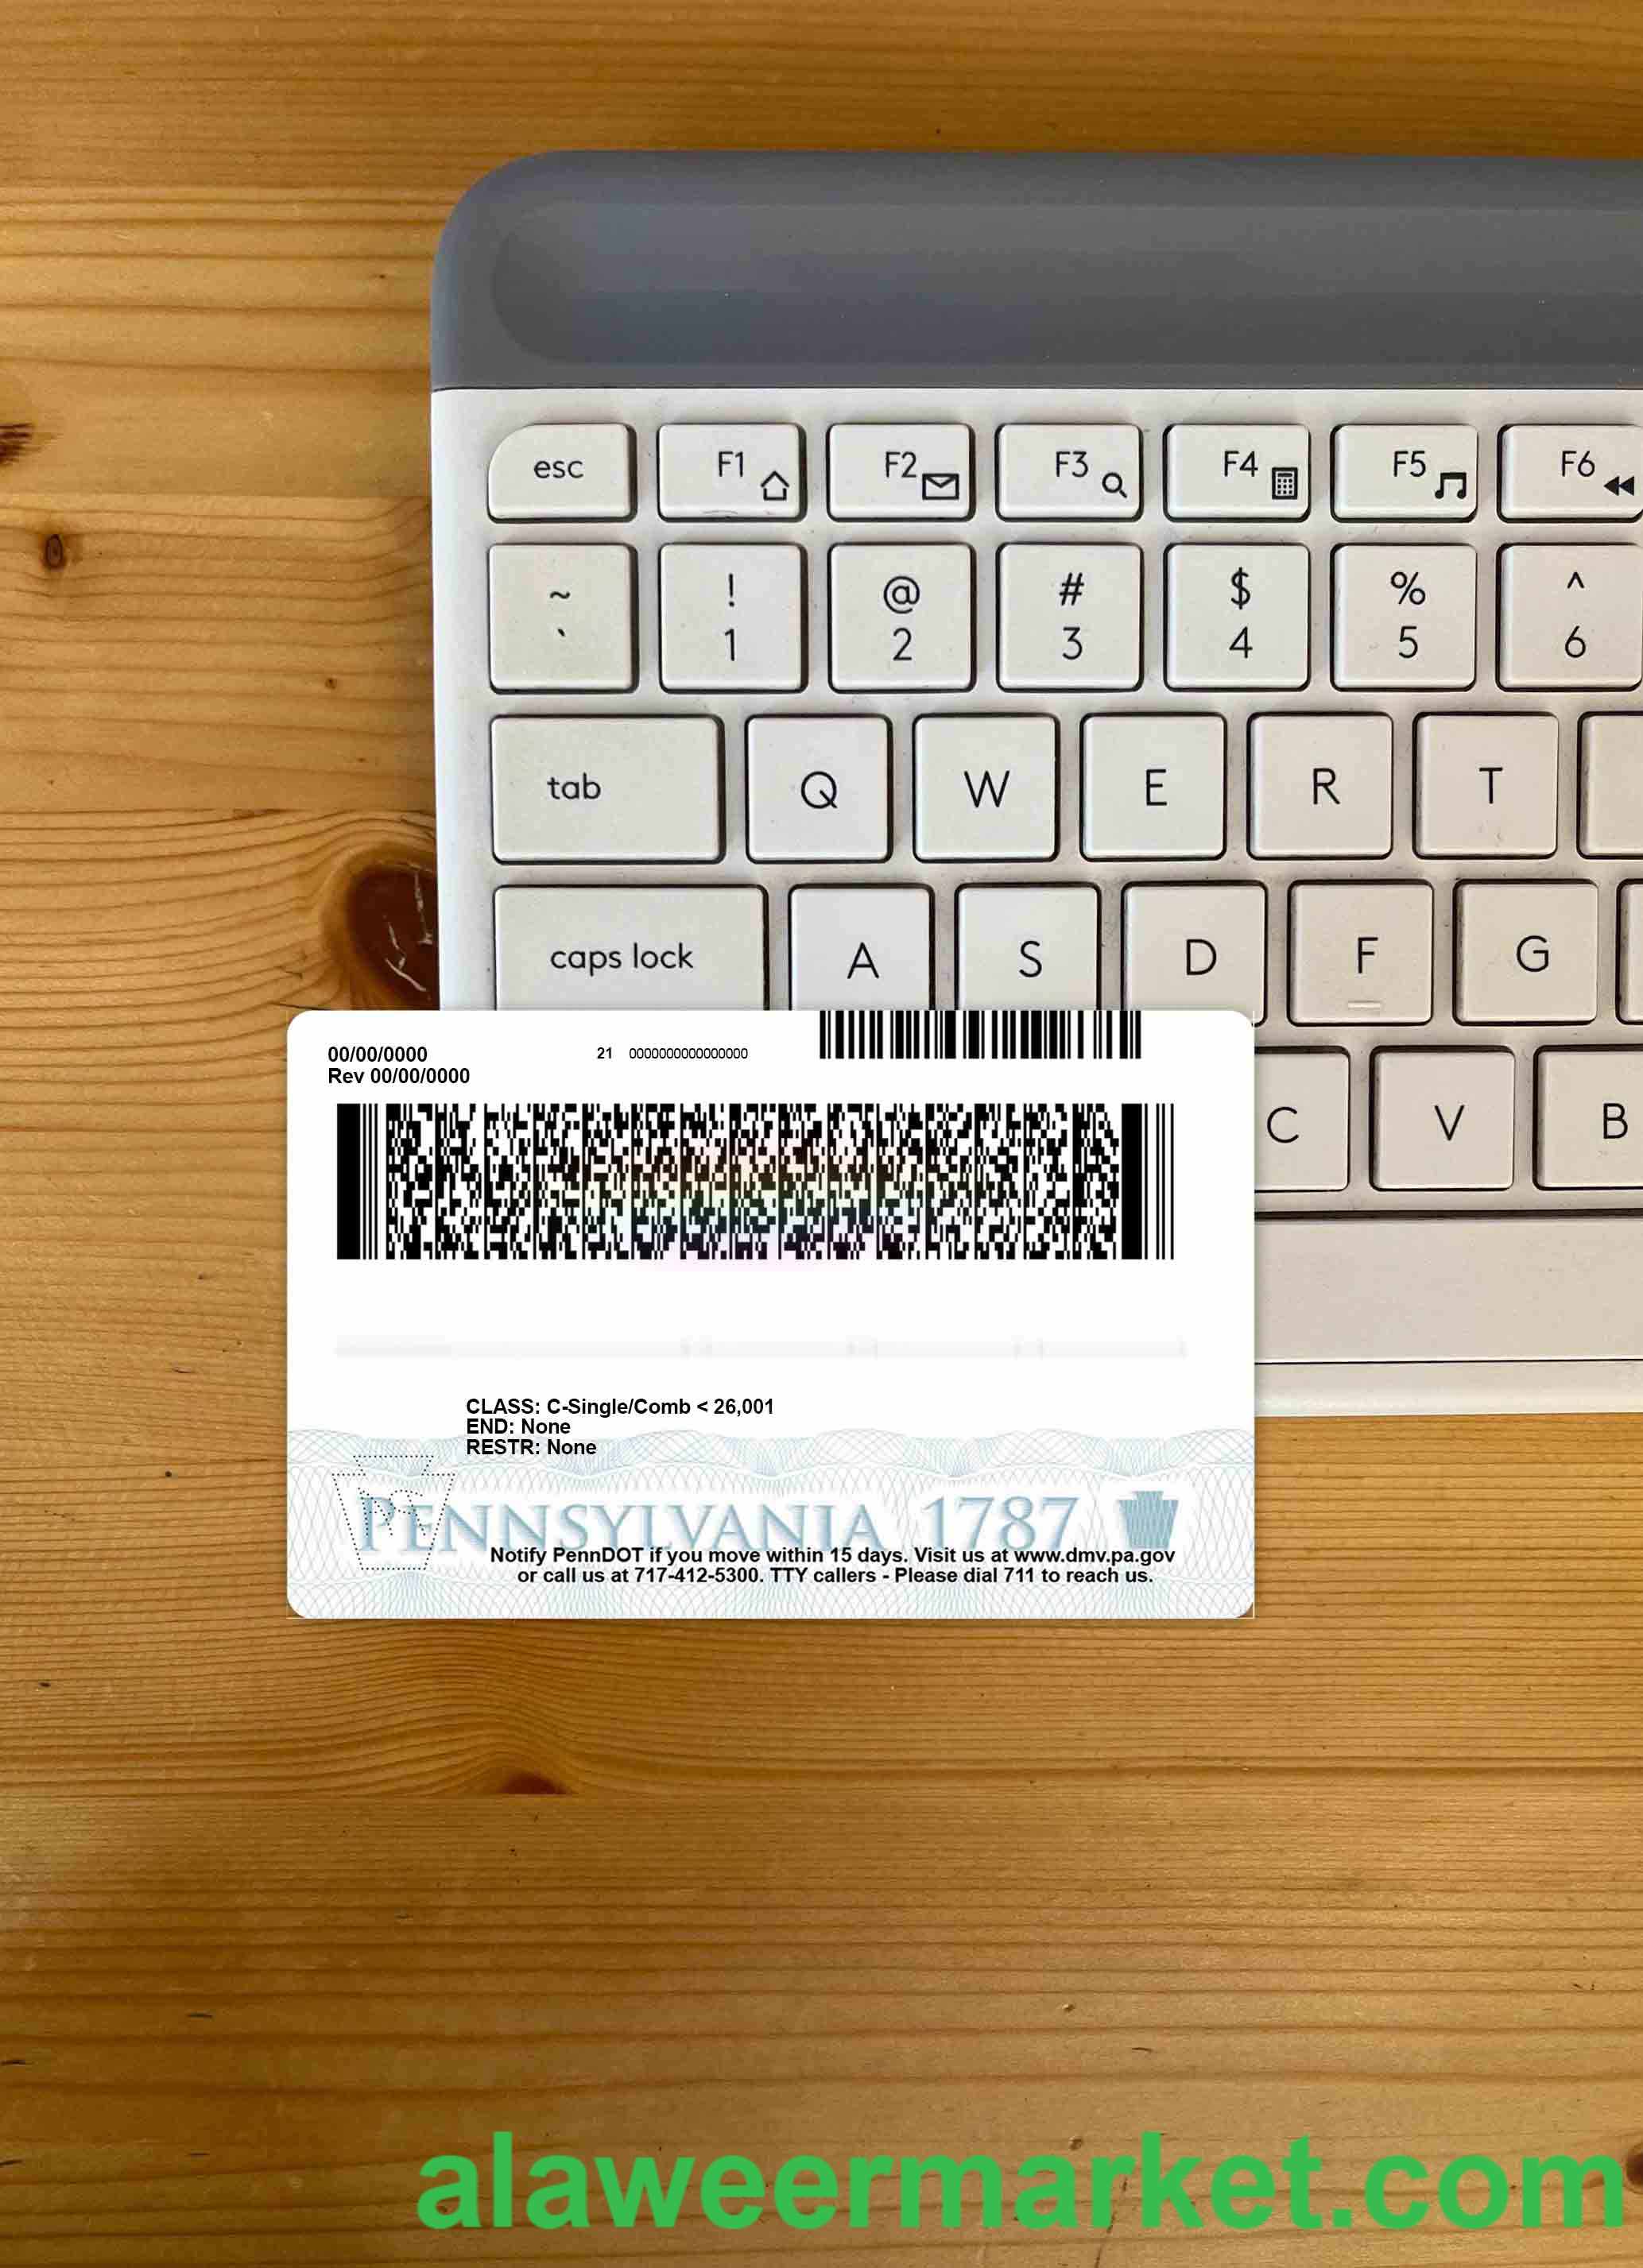 esc F1 F2 F3 F4 F5 F6
~ ! @ # $ % ^
` 1 2 3 4 5 6
tab Q W E R T
caps lock A S D F G
00/00/0000 21 0000000000000000
Rev 00/00/0000
C V B
CLASS: C-Single/Comb < 26,001
END: None
RESTR: None
PENNSYLVANIA 1787
Notify PennDOT if you move within 15 days. Visit us at www.dmv.pa.gov
or call us at 717-412-5300. TTY callers - Please dial 711 to reach us.
alaweermarket.com